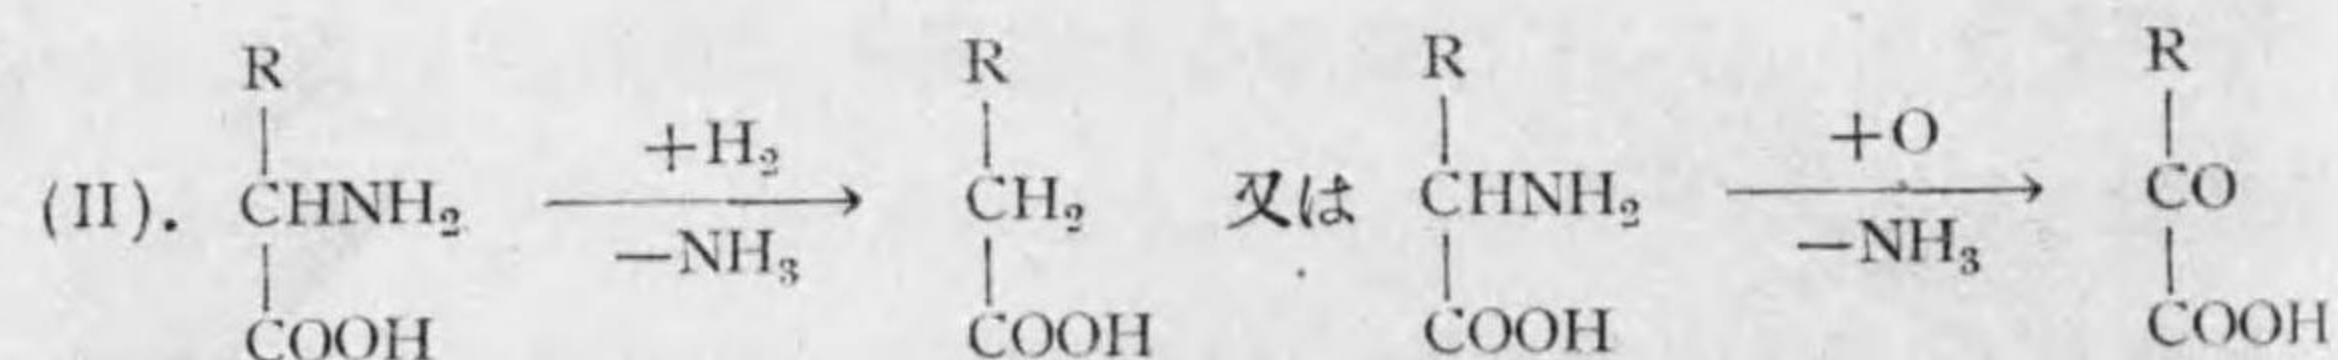 R R R R
+H₂ +O
(II). CHNH₂ ⟶ CH₂ 又は CHNH₂ ⟶ CO
−NH₃ −NH₃
COOH COOH COOH COOH